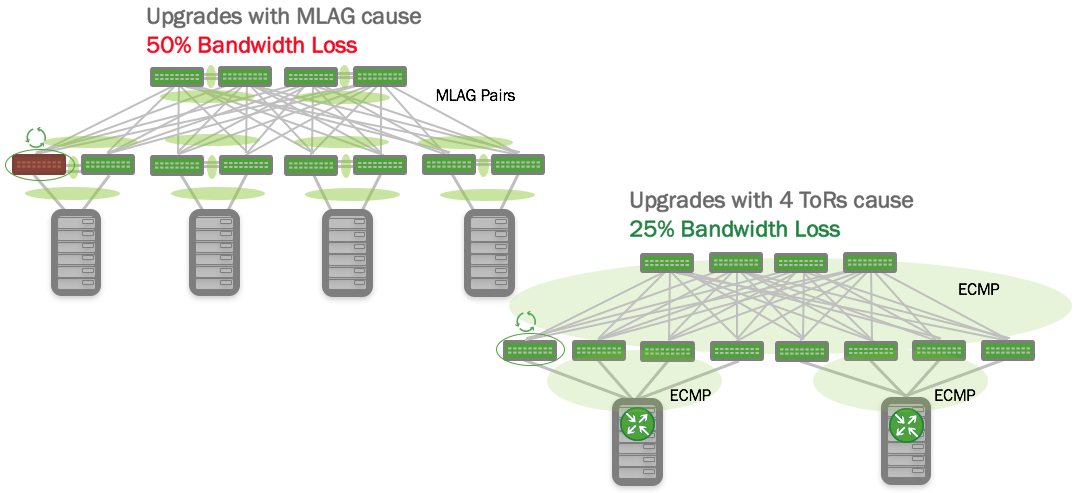 Upgrades with MLAG cause
50% Bandwidth Loss
MLAG Pairs
Upgrades with 4 ToRs cause
25% Bandwidth Loss
ECMP
ECMP
ECMP